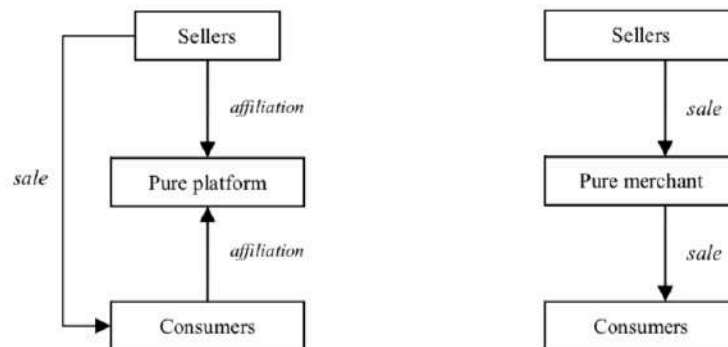 Sellers
affiliation
sale
Pure platform
affiliation
Consumers
Sellers
sale
Pure merchant
sale
Consumers